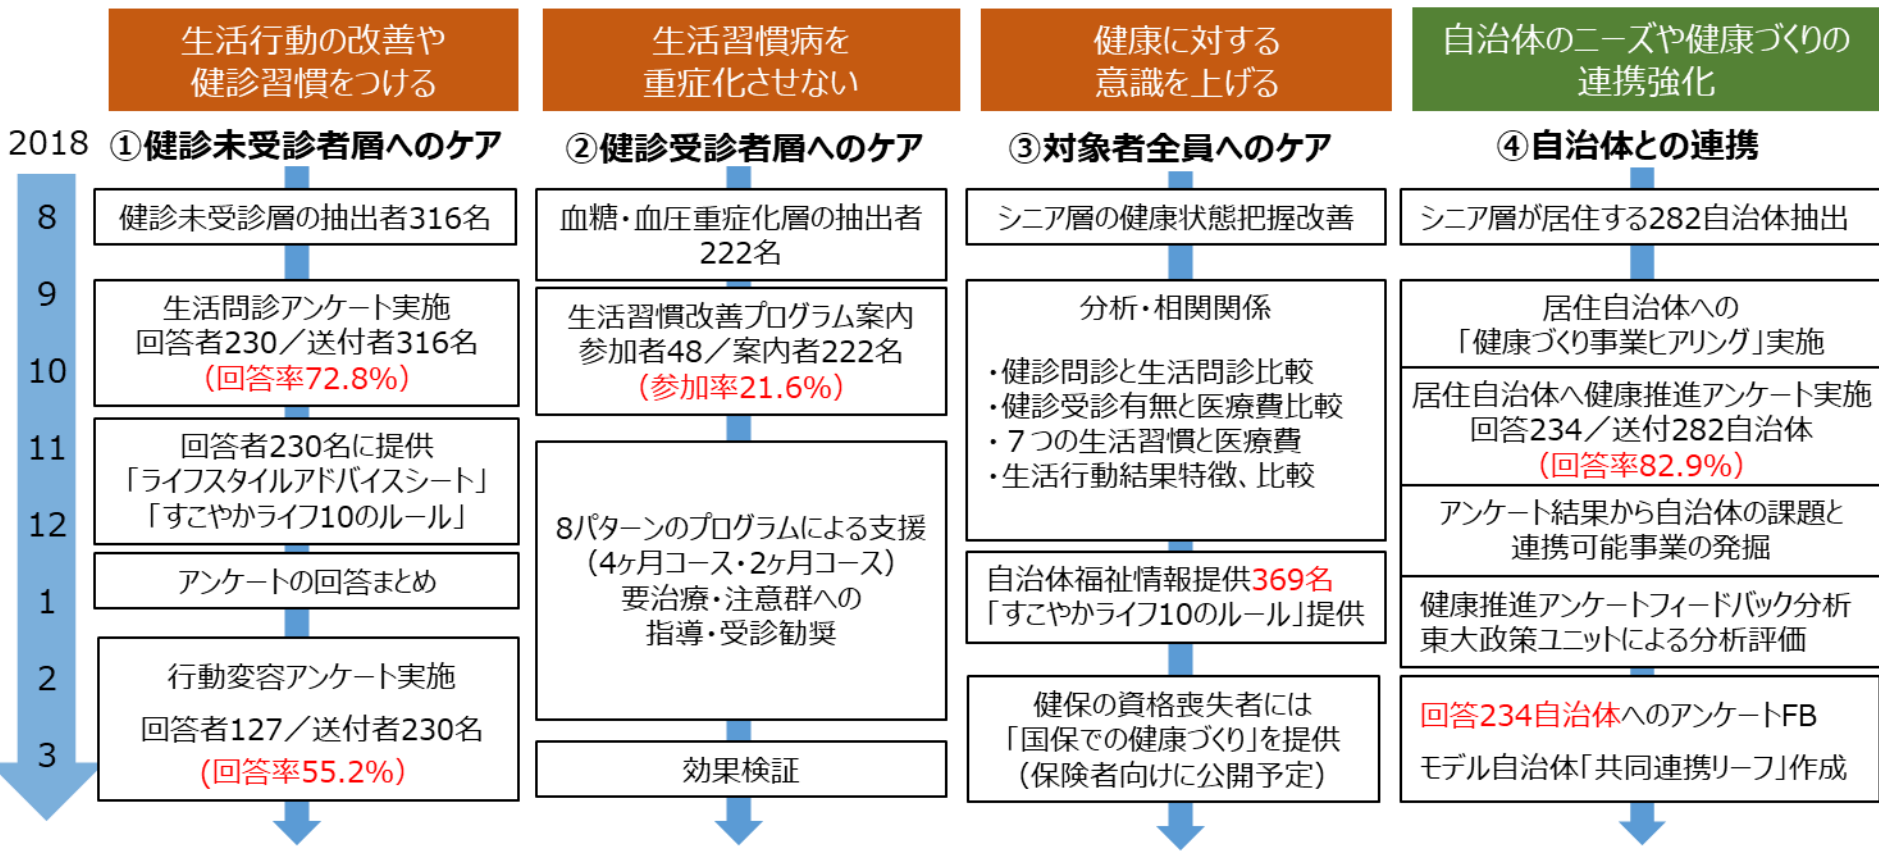 生活行動の改善や
健診習慣をつける
生活習慣病を
重症化させない
健康に対する
意識を上げる
自治体のニーズや健康づくりの
連携強化
2018
①健診未受診者層へのケア
②健診受診者層へのケア
③対象者全員へのケア
④自治体との連携
8
9
10
11
12
1
2
3
健診未受診層の抽出者316名
生活問診アンケート実施
回答者230／送付者316名
（回答率72.8%）
回答者230名に提供
「ライフスタイルアドバイスシート」
「すこやかライフ10のルール」
アンケートの回答まとめ
行動変容アンケート実施
回答者127／送付者230名
(回答率55.2%）
血糖・血圧重症化層の抽出者
222名
生活習慣改善プログラム案内
参加者48／案内者222名
（参加率21.6%）
8パターンのプログラムによる支援
（4ヶ月コース・2ヶ月コース）
要治療・注意群への
指導・受診勧奨
効果検証
シニア層の健康状態把握改善
分析・相関関係
・健診問診と生活問診比較
・健診受診有無と医療費比較
・７つの生活習慣と医療費
・生活行動結果特徴、比較
自治体福祉情報提供369名
「すこやかライフ10のルール」提供
健保の資格喪失者には
「国保での健康づくり」を提供
（保険者向けに公開予定）
シニア層が居住する282自治体抽出
居住自治体への
「健康づくり事業ヒアリング」実施
居住自治体へ健康推進アンケート実施
回答234／送付282自治体
（回答率82.9%）
アンケート結果から自治体の課題と
連携可能事業の発掘
健康推進アンケートフィードバック分析
東大政策ユニットによる分析評価
回答234自治体へのアンケートFB
モデル自治体「共同連携リーフ」作成